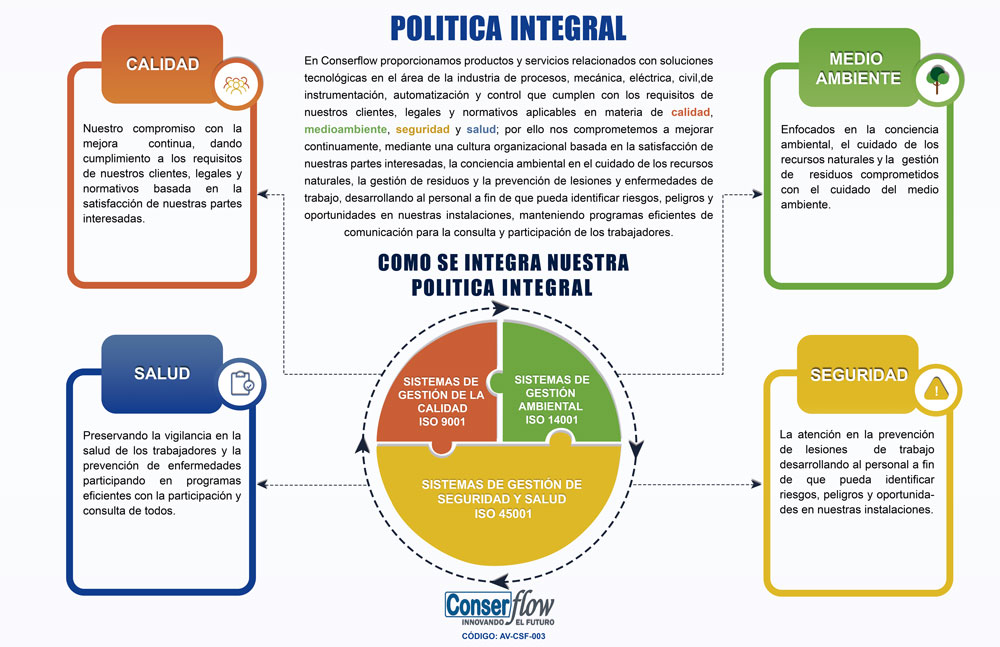 POLITICA INTEGRAL
En Conserflow proporcionamos productos y servicios relacionados con soluciones
tecnológicas en el área de la industria de procesos, mecánica, eléctrica, civil,de
instrumentación, automatización y control que cumplen con los requisitos de
nuestros clientes, legales y normativos aplicables en materia de calidad,
medioambiente, seguridad y salud; por ello nos comprometemos a mejorar
continuamente, mediante una cultura organizacional basada en la satisfacción de
nuestras partes interesadas, la conciencia ambiental en el cuidado de los recursos
naturales, la gestión de residuos y la prevención de lesiones y enfermedades de
trabajo, desarrollando al personal a fin de que pueda identificar riesgos, peligros y
oportunidades en nuestras instalaciones, manteniendo programas eficientes de
comunicación para la consulta y participación de los trabajadores.
CALIDAD
Nuestro compromiso con la
mejora continua, dando
cumplimiento a los requisitos
de nuestros clientes, legales y
normativos basada en la
satisfacción de nuestras partes
interesadas.
MEDIO
AMBIENTE
Enfocados en la conciencia
ambiental, el cuidado de los
recursos naturales y la gestión
de residuos comprometidos
con el cuidado del medio
ambiente.
COMO SE INTEGRA NUESTRA
POLITICA INTEGRAL
SISTEMAS DE
GESTIÓN DE LA
CALIDAD
ISO 9001
SISTEMAS DE
GESTIÓN
AMBIENTAL
ISO 14001
SISTEMAS DE GESTIÓN DE
SEGURIDAD Y SALUD
ISO 45001
SALUD
Preservando la vigilancia en la
salud de los trabajadores y la
prevención de enfermedades
participando en programas
eficientes con la participación y
consulta de todos.
SEGURIDAD
La atención en la prevención
de lesiones de trabajo
desarrollando al personal a fin
de que pueda identificar
riesgos, peligros y oportunida-
des en nuestras instalaciones.
Conserflow
INNOVANDO EL FUTURO
CÓDIGO: AV-CSF-003